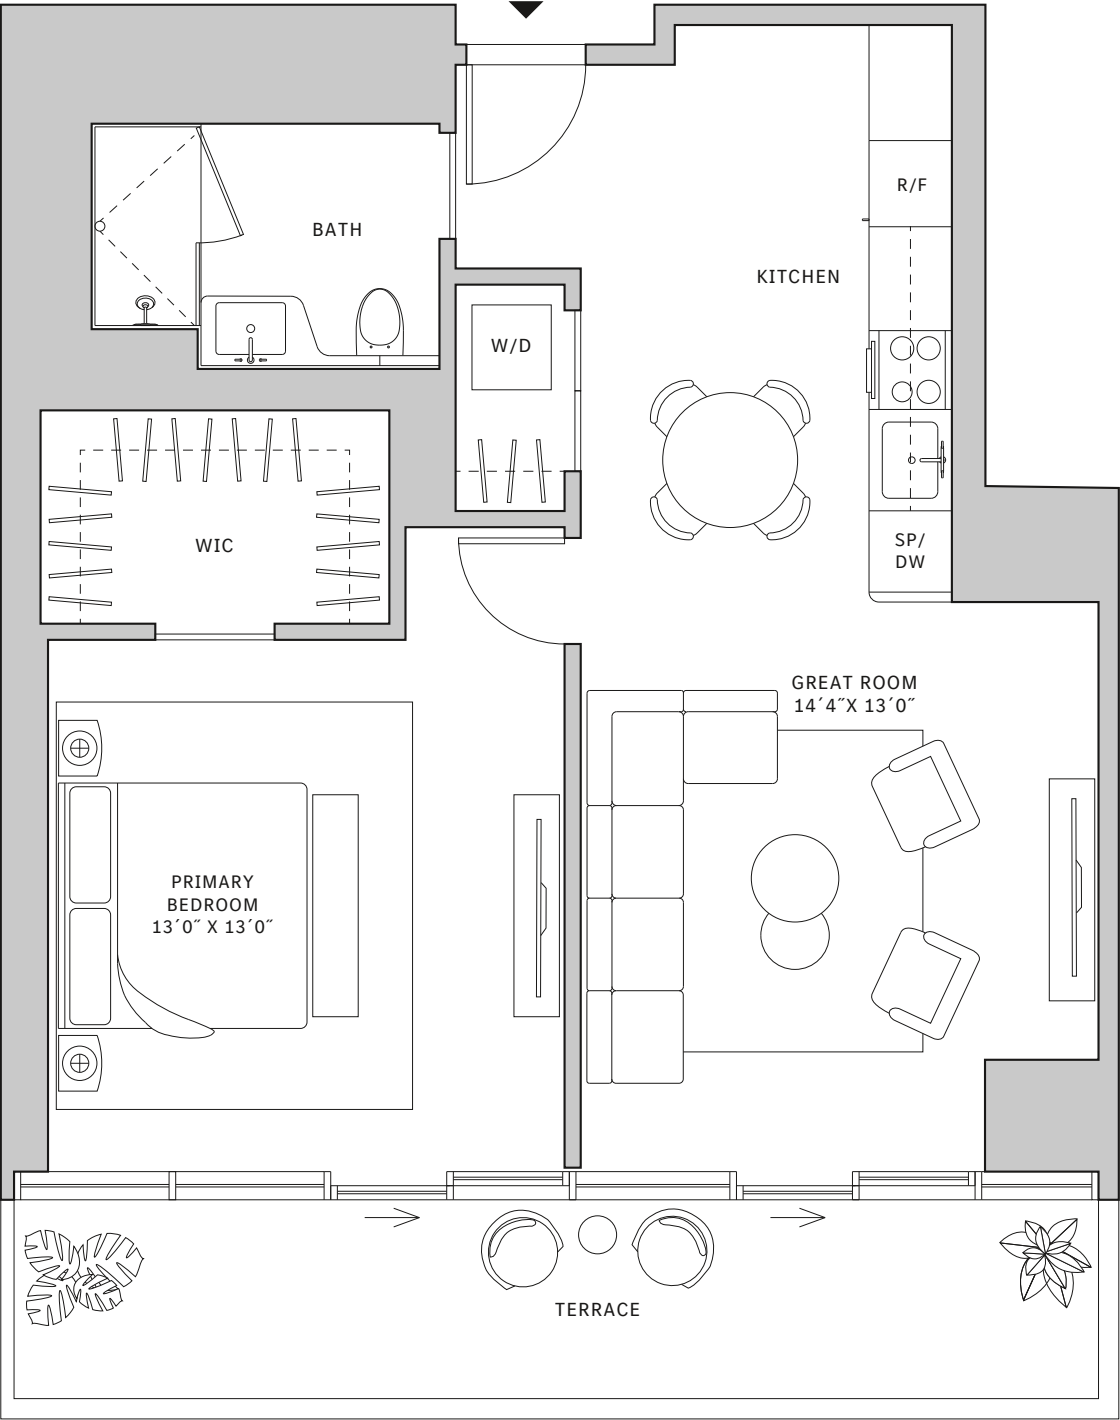 R/F
BATH
KITCHEN
W/D
WIC
SP/
DW
GREAT ROOM
14´4˝X 13´0˝
PRIMARY
BEDROOM
13´0˝ X 13´0˝
TERRACE